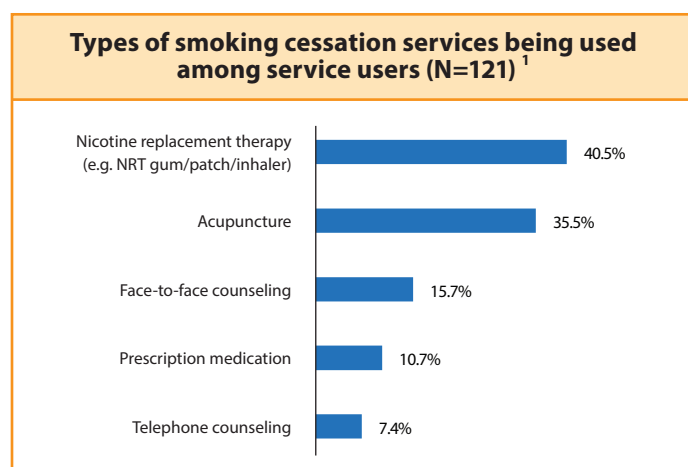 Types of smoking cessation services being used
among service users (N=121) 1
Nicotine replacement therapy
(e.g. NRT gum/patch/inhaler)
40.5%
Acupuncture
35.5%
Face-to-face counseling
15.7%
Prescription medication
10.7%
Telephone counseling
7.4%